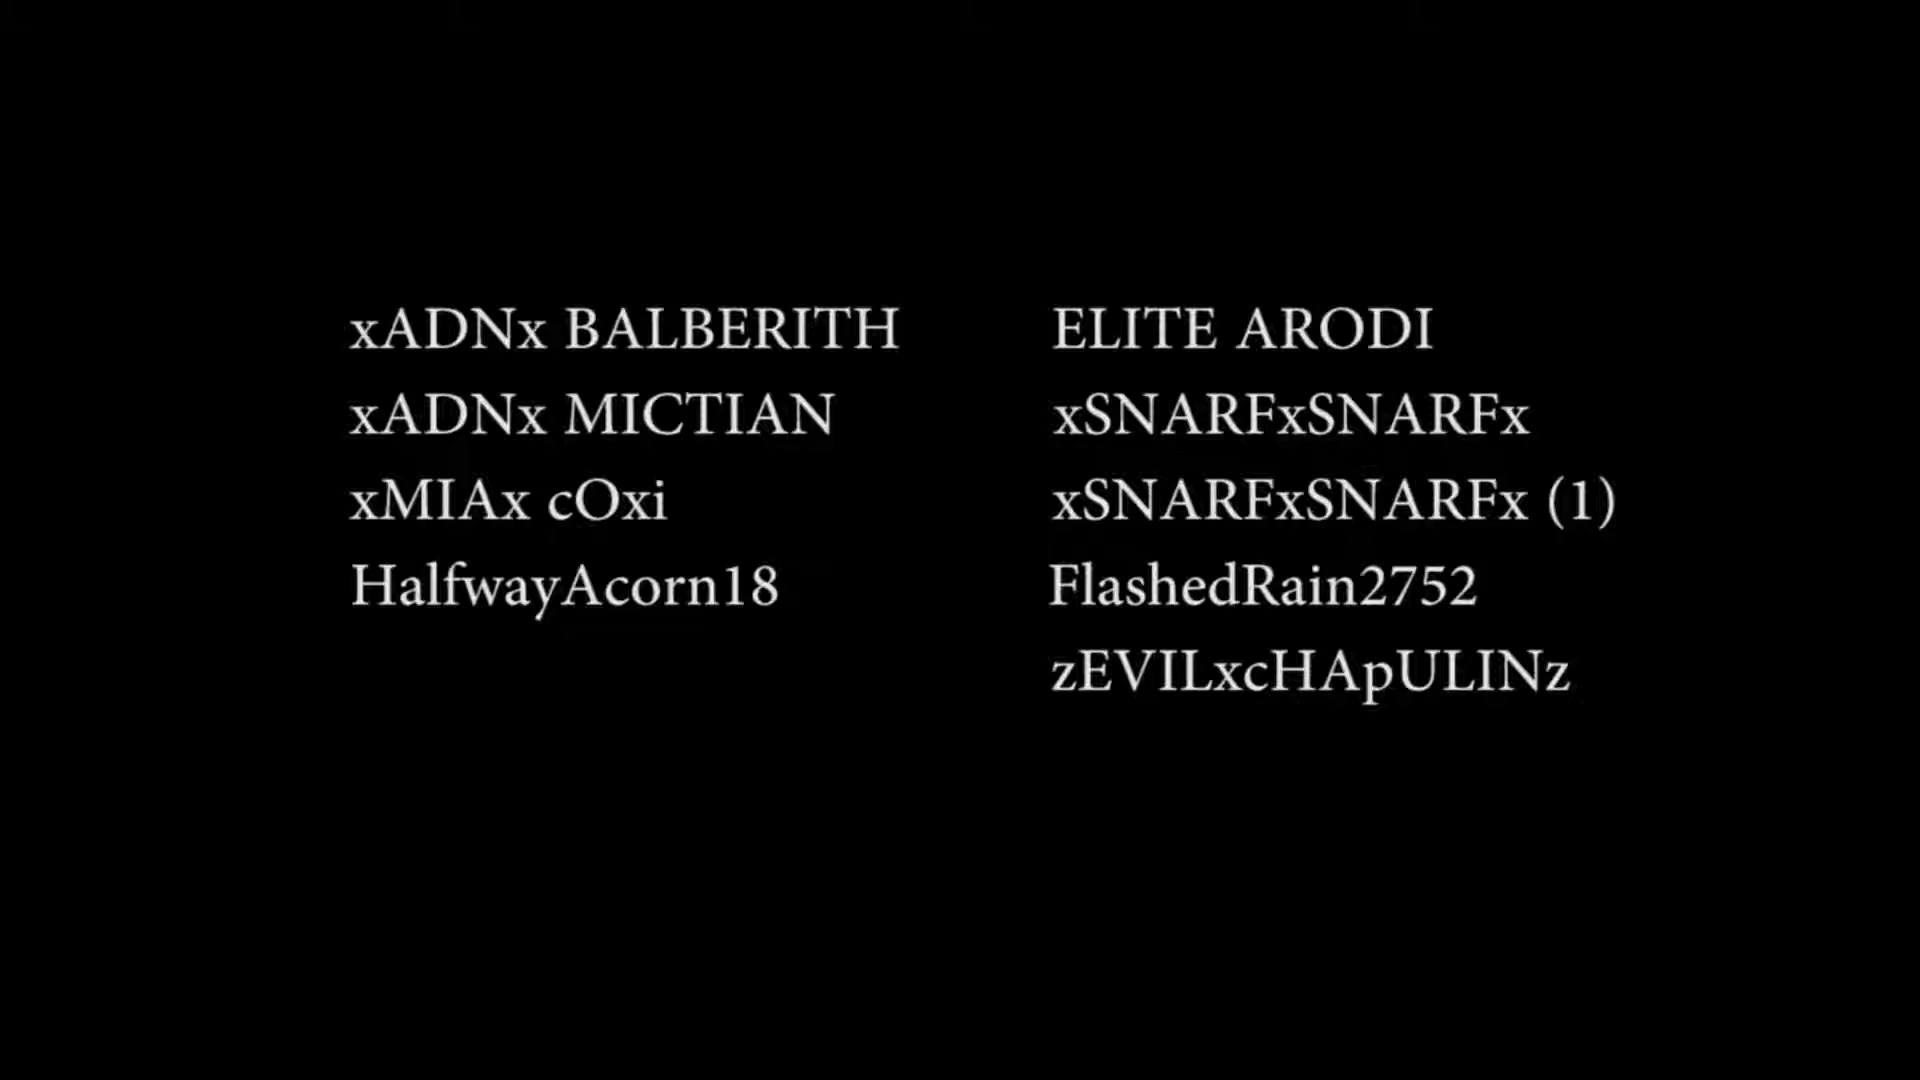 xADNx BALBERITH
xADNx MICTIAN
xMIAx cOxi
HalfwayAcorn18
ELITE ARODI
xSNARFxSNARFx
xSNARFxSNARFx (1)
FlashedRain2752
zEVILxcHApULINz